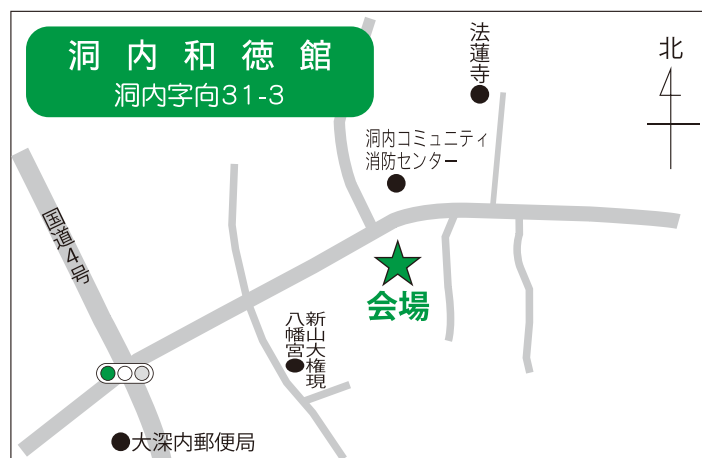 洞内和徳館
洞内字向31-3
法蓮寺
北
洞内コミュニティ
消防センター
国道4号
会場
新山大権現
八幡宮
大深内郵便局